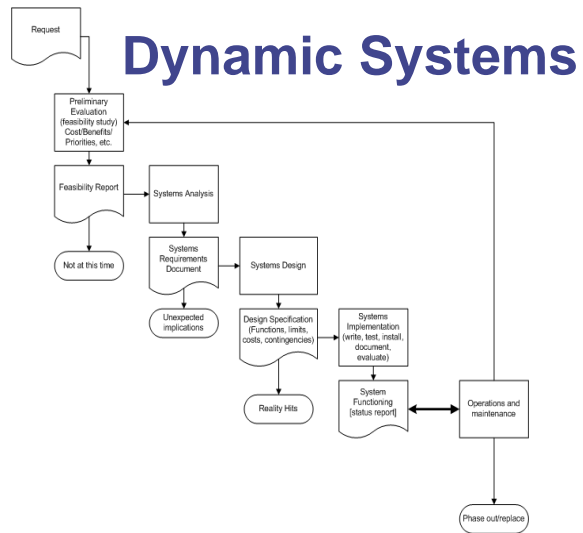 Request
Dynamic Systems
Preliminary
Evaluation
(feasibility study)
Cost/Benefits/
Priorities, etc.
Feasibility Report
Systems Analysis
Not at this time
Systems
Requirements
Document
Systems Design
Unexpected
implications
Design Specification
(Functions, limits,
costs, contingencies)
Systems
Implementation
(write, test, install,
document,
evaluate)
Reality Hits
System
Functioning
[status report]
Operations and
maintenance
Phase out/replace